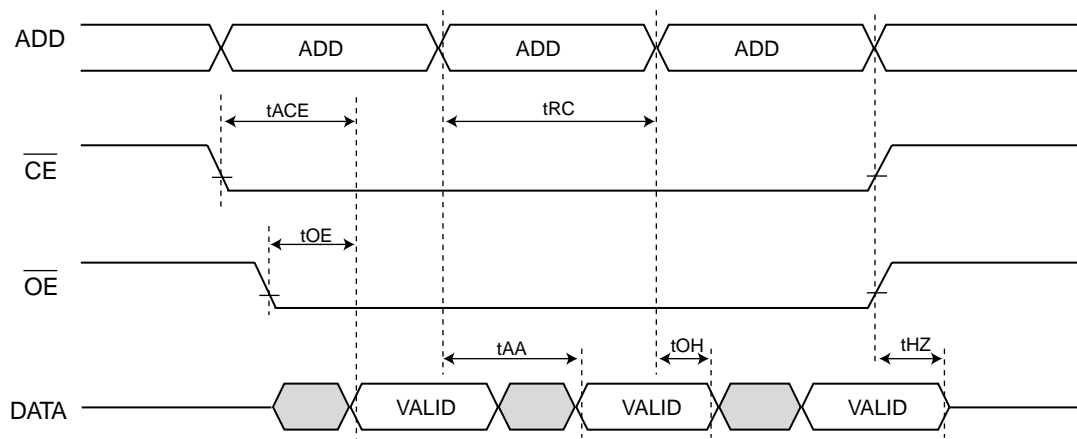 ADD ADD ADD ADD
tACE tRC
CE
tOE
OE
tAA tOH tHZ
DATA VALID VALID VALID